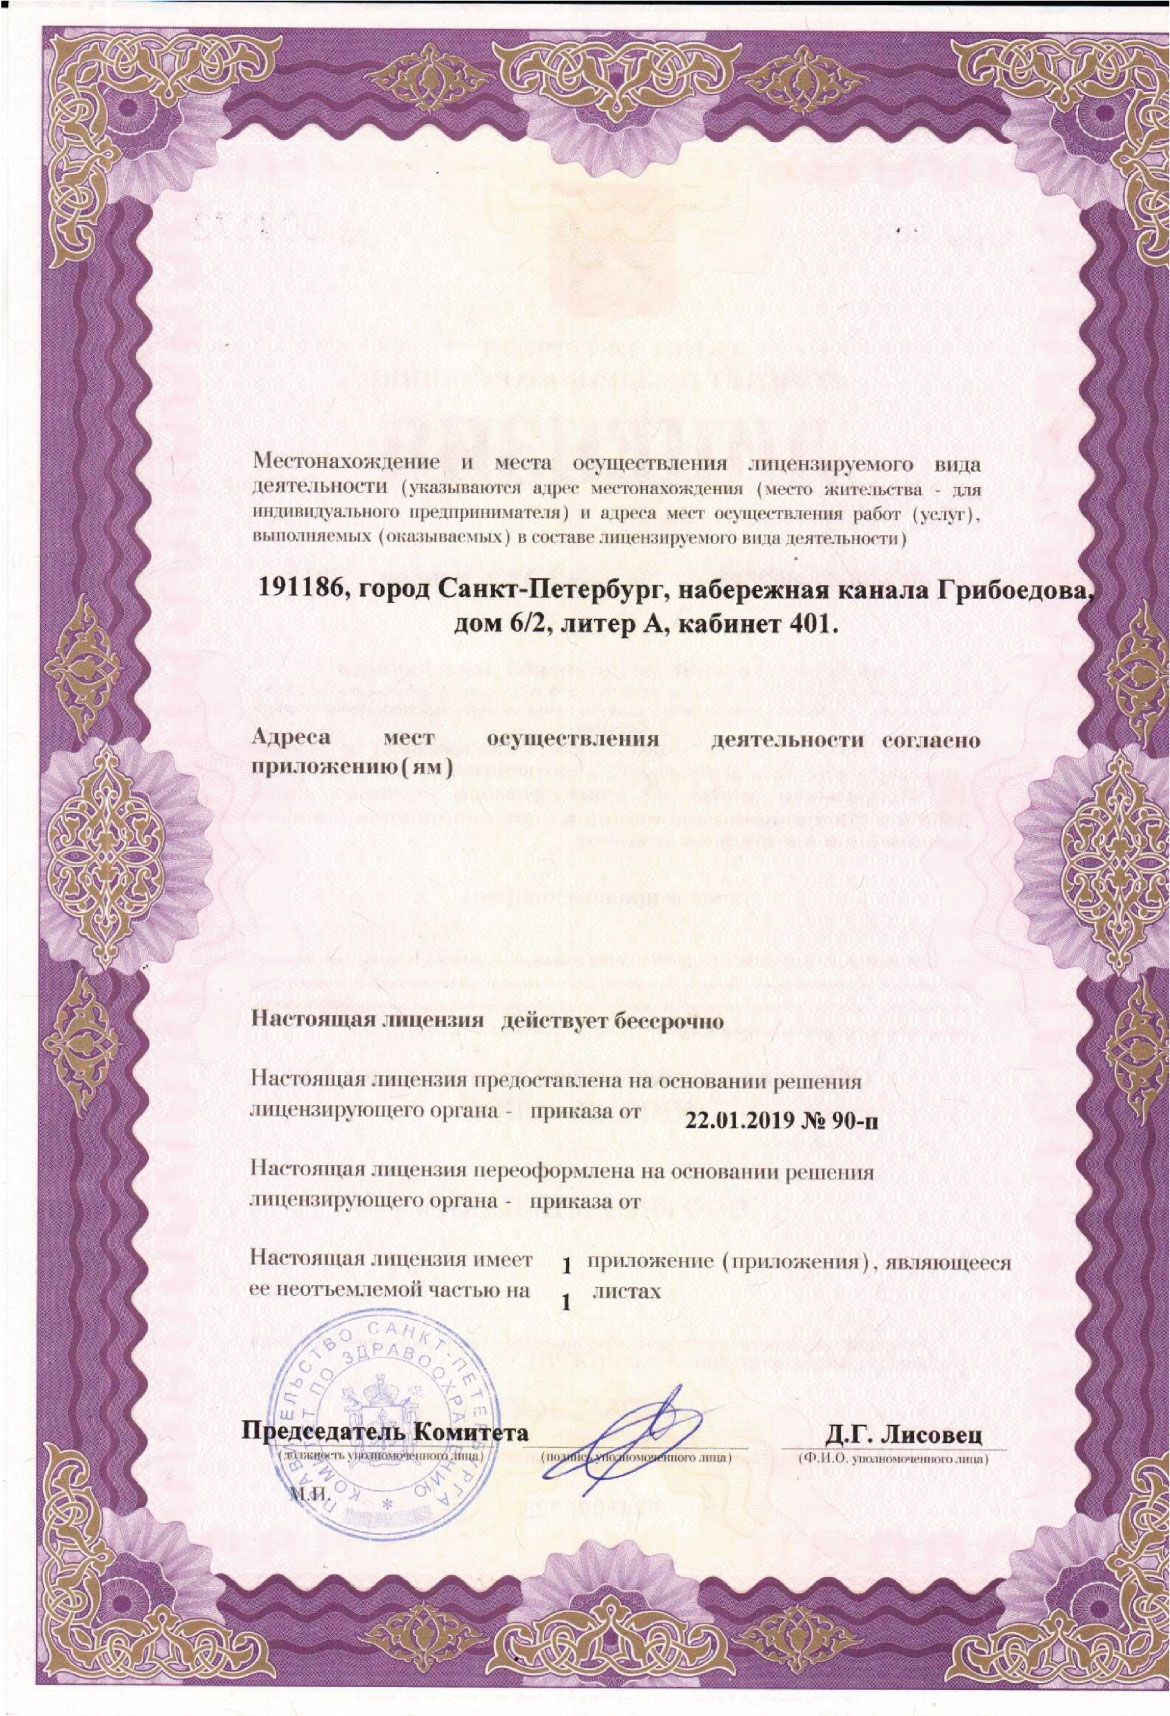 Местонахождение и места осуществления лицензируемого вида
деятельности (указываются адрес местонахождения (место жительства - для
индивидуального предпринимателя) и адреса мест осуществления работ (услуг),
выполняемых (оказываемых) в составе лицензируемого вида деятельности)
191186, город Санкт-Петербург, набережная канала Грибоедова,
дом 6/2, литер А, кабинет 401.
Адреса мест осуществления деятельности согласно
приложению(ям)
Настоящая лицензия действует бессрочно
Настоящая лицензия предоставлена на основании решения
лицензирующего органа - приказа от 22.01.2019 № 90-п
Настоящая лицензия переоформлена на основании решения
лицензирующего органа - приказа от
Настоящая лицензия имеет 1 приложение (приложения), являющееся
ее неотъемлемой частью на 1 листах
ПРАВИТЕЛЬСТВО САНКТ-ПЕТЕРБУРГА
КОМИТЕТ ПО ЗДРАВООХРАНЕНИЮ
Председатель Комитета Д.Г. Лисовец
(должность уполномоченного лица) (подпись уполномоченного лица) (Ф.И.О. уполномоченного лица)
М.П.